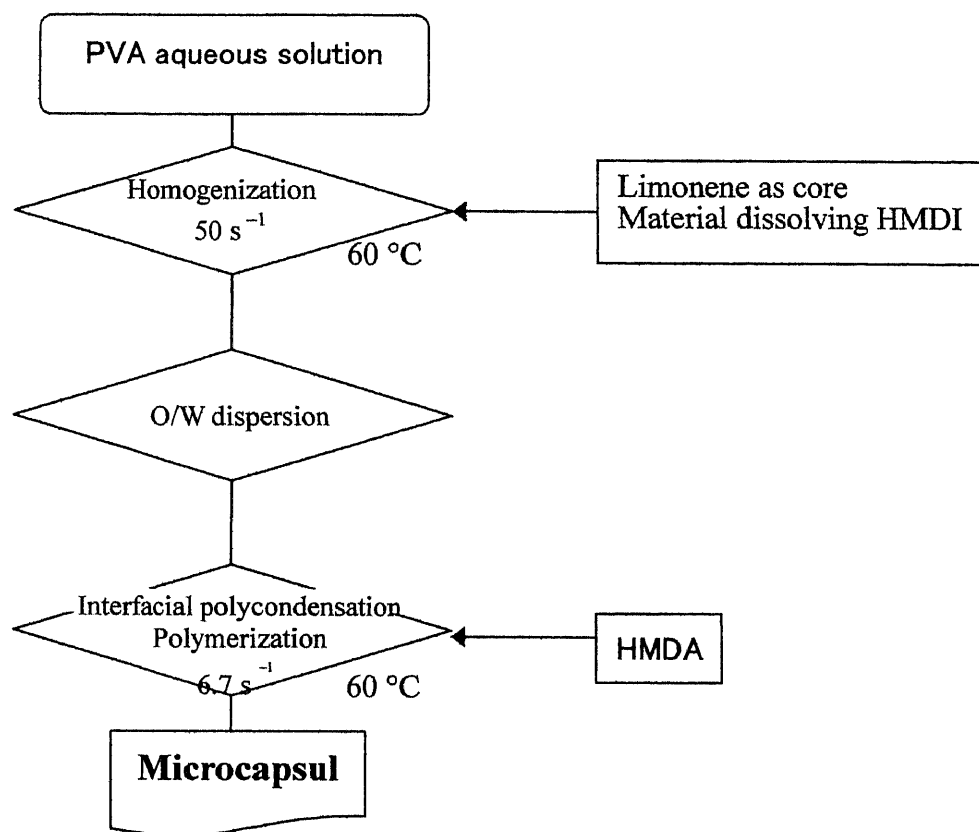 PVA aqueous solution
Homogenization
50 s⁻¹
60 °C
Limonene as core
Material dissolving HMDI
O/W dispersion
Interfacial polycondensation
Polymerization
6.7 s⁻¹
60 °C
HMDA
Microcapsul